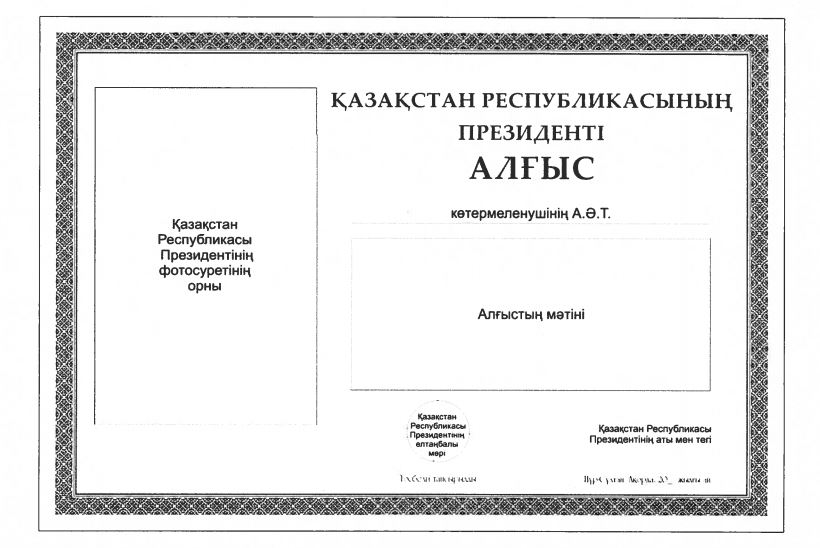 Қазақстан
Республикасы
Президентінің
фотосуретінің
орны
ҚАЗАҚСТАН РЕСПУБЛИКАСЫНЫҢ
ПРЕЗИДЕНТІ
АЛҒЫС
көтермеленушінің А.Ә.Т.
Алғыстың мәтіні
Қазақстан
Республикасы
Президентінің
елтаңбалы
мөрі
Қазақстан Республикасы
Президентінің аты мен тегі